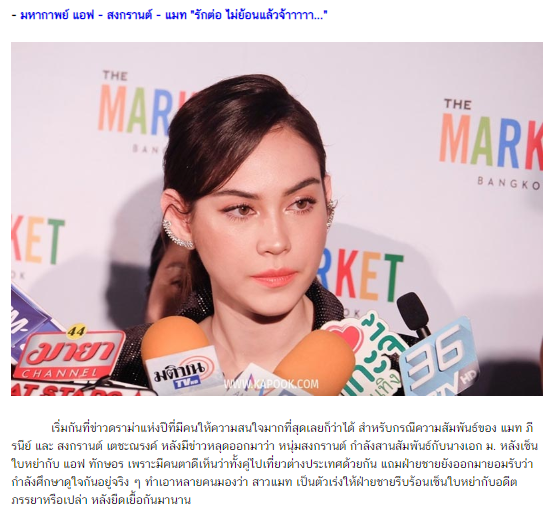 - มหากาพย์ แอฟ - สงกรานต์ - แมท "รักต่อ ไม่ย้อนแล้วจ้าาาาา..."
THE
MARK
BANG
THE
MARKE
BANGKO
RKET
OK
MARKET
44
มายา
CHANNEL
AT STARS
มติชน
TV
WWW.KAPOOK.COM
36
TV HD
เริ่มกันที่ข่าวดราม่าแห่งปีที่มีคนให้ความสนใจมากที่สุดเลยก็ว่าได้ สำหรับกรณีความสัมพันธ์ของ แมท ภี
รนีย์ และ สงกรานต์ เตชะณรงค์ หลังมีข่าวหลุดออกมาว่า หนุ่มสงกรานต์ กำลังสานสัมพันธ์กับนางเอก ม. หลังเซ็น
ใบหย่ากับ แอฟ ทักษอร เพราะมีคนตาดีเห็นว่าทั้งคู่ไปเที่ยวต่างประเทศด้วยกัน แถมฝ่ายชายยังออกมายอมรับว่า
กำลังศึกษาดูใจกันอยู่จริง ๆ ทำเอาหลายคนมองว่า สาวแมท เป็นตัวเร่งให้ฝ่ายชายรีบร้อนเซ็นใบหย่ากับอดีต
ภรรยาหรือเปล่า หลังยืดเยื้อกันมานาน